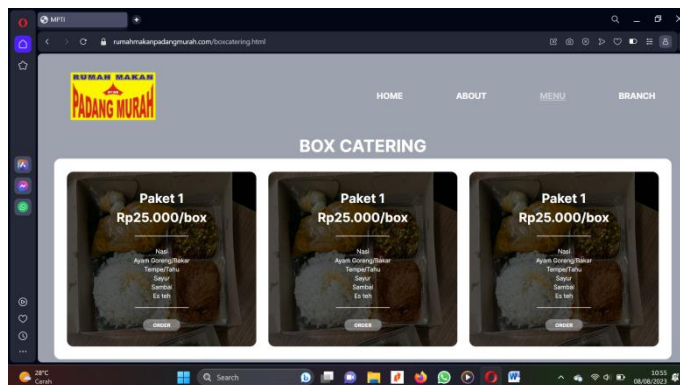 MPTI
rumahmakanpadangmurah.com/boxcatering.html
RUMAH MAKAN
PADANG MURAH
HOME
ABOUT
MENU
BRANCH
BOX CATERING
Paket 1
Rp25.000/box
Nasi
Ayam Goreng/Bakar
Tempe/Tahu
Sayur
Sambal
Es teh
ORDER
Paket 1
Rp25.000/box
Nasi
Ayam Goreng/Bakar
Tempe/Tahu
Sayur
Sambal
Es teh
ORDER
Paket 1
Rp25.000/box
Nasi
Ayam Goreng/Bakar
Tempe/Tahu
Sayur
Sambal
Es teh
ORDER
28°C
Cerah
Search
10:55
08/08/2023